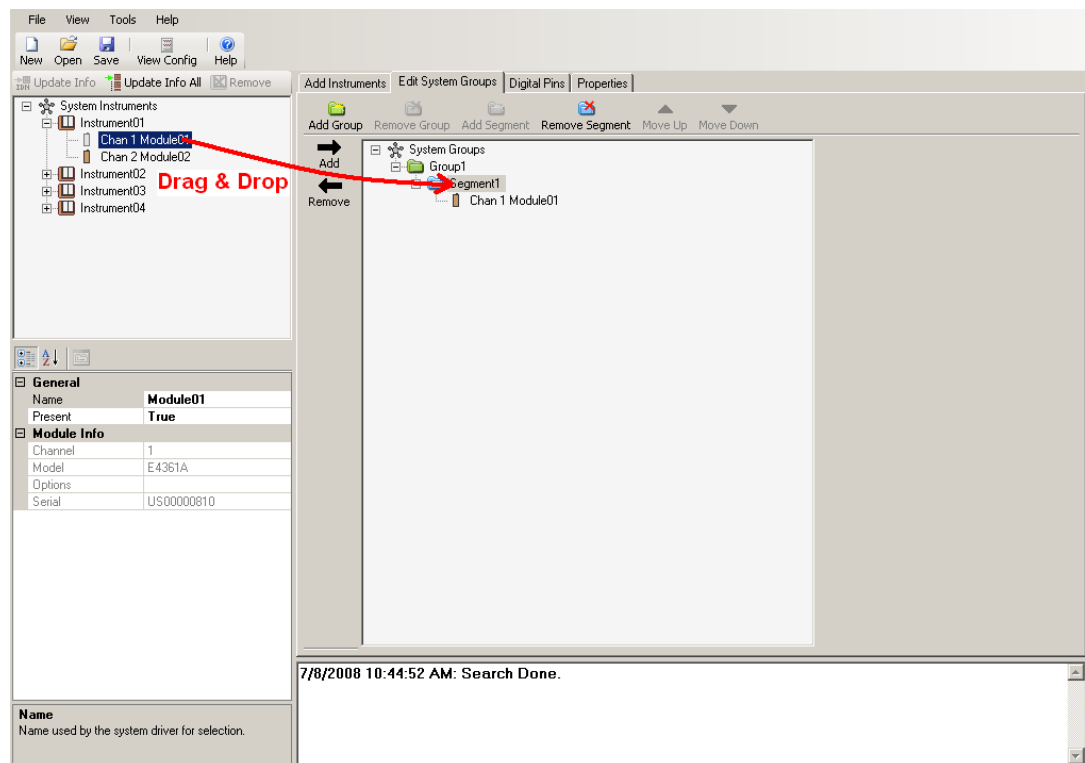 File View Tools Help
New Open Save View Config Help
IDN Update Info Update Info All Remove
System Instruments
Instrument01
Chan 1 Module01
Chan 2 Module02
Instrument02
Instrument03
Instrument04
Drag & Drop
A
Z
General
Name Module01
Present True
Module Info
Channel 1
Model E4361A
Options
Serial US00000810
Name
Name used by the system driver for selection.
Add Instruments Edit System Groups Digital Pins Properties
Add Group Remove Group Add Segment Remove Segment Move Up Move Down
Add
Remove
System Groups
Group1
Segment1
Chan 1 Module01
7/8/2008 10:44:52 AM: Search Done.